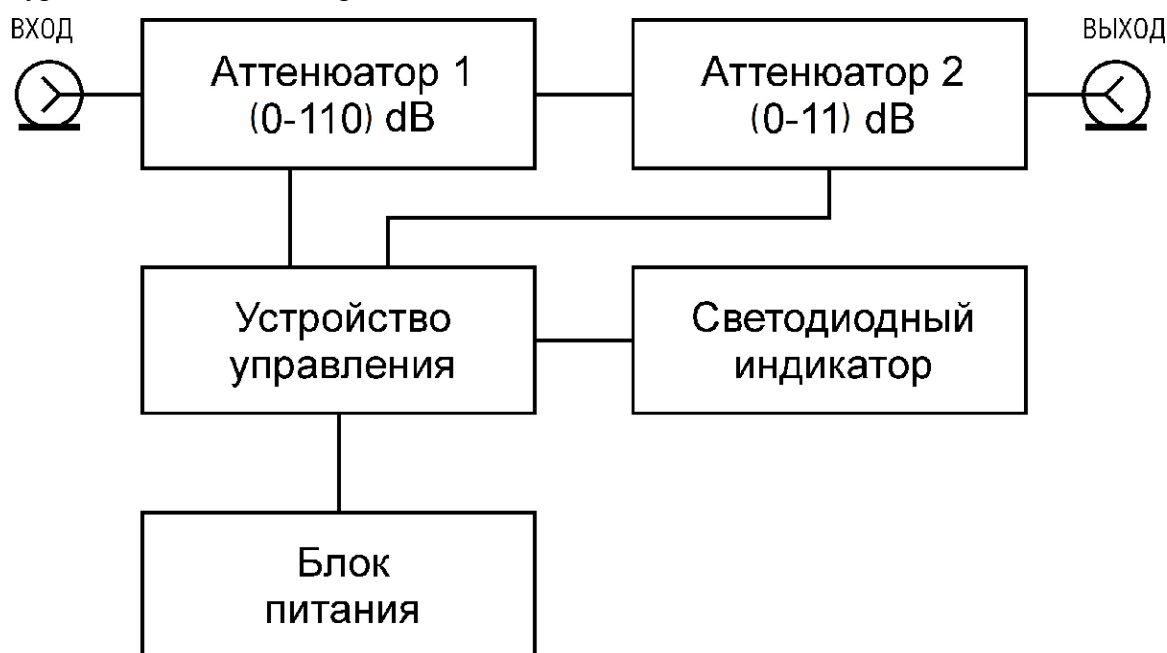 ВХОД
ВЫХОД
Аттенюатор 1
(0-110) dB
Аттенюатор 2
(0-11) dB
Устройство
управления
Светодиодный
индикатор
Блок
питания